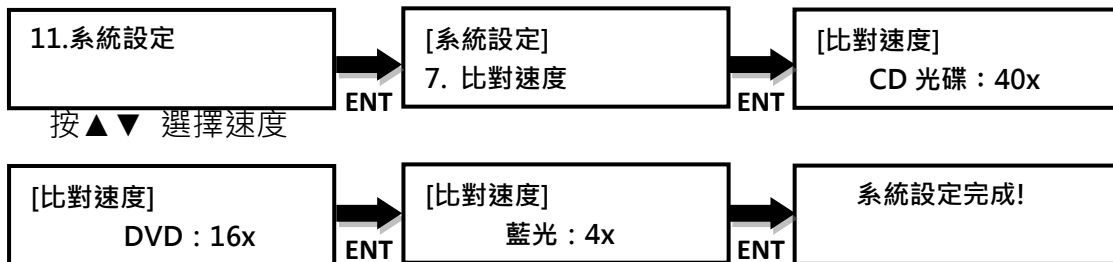 11.系統設定
ENT
[系統設定]
7. 比對速度
ENT
[比對速度]
CD 光碟：40x
按▲▼ 選擇速度
[比對速度]
DVD：16x
ENT
[比對速度]
藍光：4x
ENT
系統設定完成!